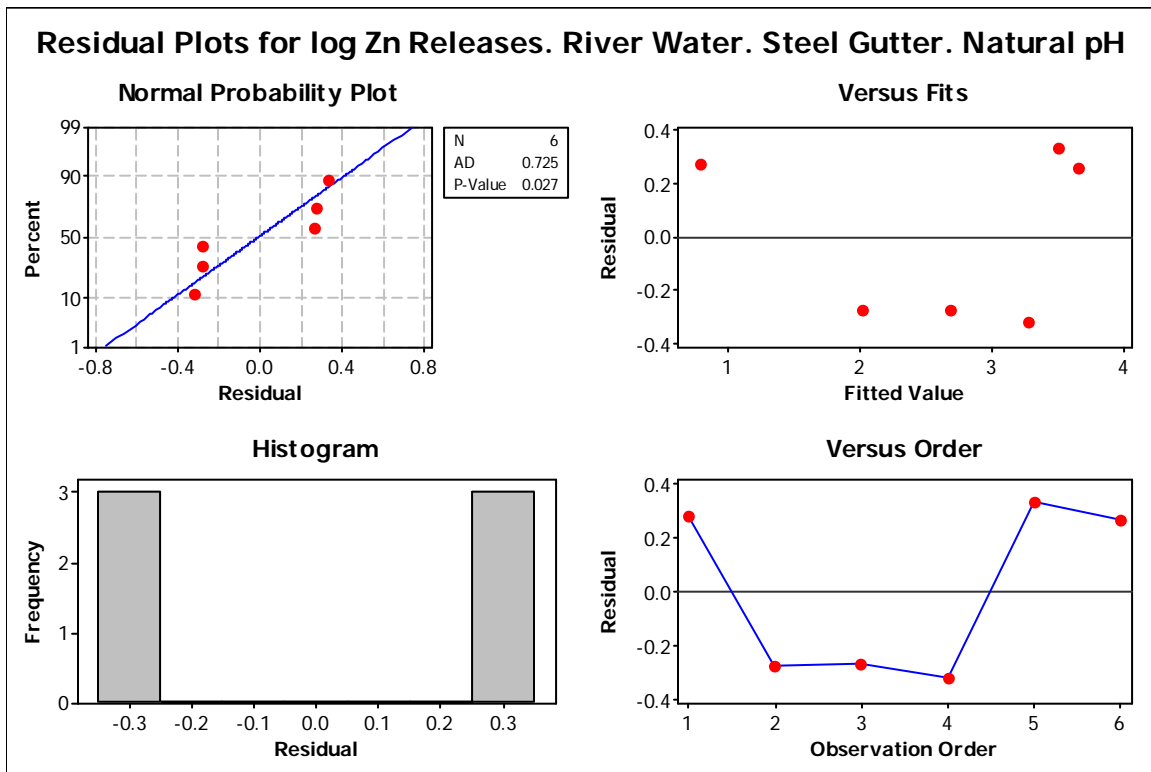 Residual Plots for log Zn Releases. River Water. Steel Gutter. Natural pH
Normal Probability Plot
Percent
99
90
50
10
1
-0.8 -0.4 0.0 0.4 0.8
Residual
N 6
AD 0.725
P-Value 0.027
Versus Fits
Residual
0.4
0.2
0.0
-0.2
-0.4
1 2 3 4
Fitted Value
Histogram
Frequency
3
2
1
0
-0.3 -0.2 -0.1 0.0 0.1 0.2 0.3
Residual
Versus Order
Residual
0.4
0.2
0.0
-0.2
-0.4
1 2 3 4 5 6
Observation Order